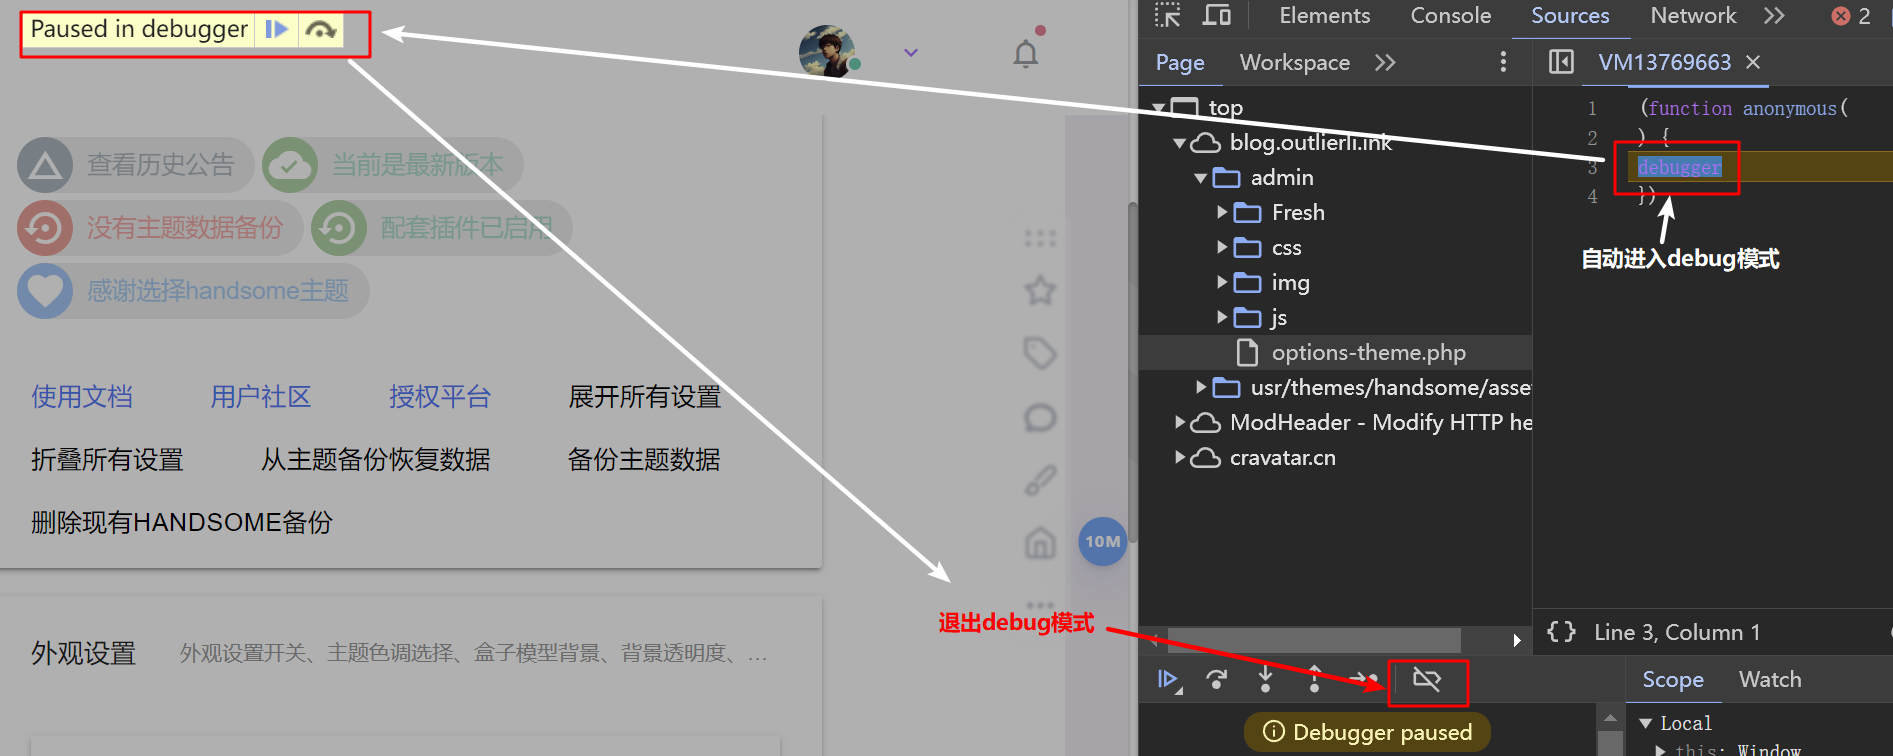 Paused in debugger
查看历史公告
当前是最新版本
没有主题数据备份
配套插件已启用
感谢选择handsome主题
使用文档
用户社区
授权平台
展开所有设置
折叠所有设置
从主题备份恢复数据
备份主题数据
删除现有HANDSOME备份
外观设置
外观设置开关、主题色调选择、盒子模型背景、背景透明度、...
10M
退出debug模式
Elements
Console
Sources
Network
2
Page
Workspace
top
blog.outlierli.ink
admin
Fresh
css
img
js
options-theme.php
usr/themes/handsome/asse
ModHeader - Modify HTTP he
cravatar.cn
VM13769663
1 (function anonymous(
2 ) {
3 debugger
4 })
自动进入debug模式
{} Line 3, Column 1
Debugger paused
Scope
Watch
Local
this: Window